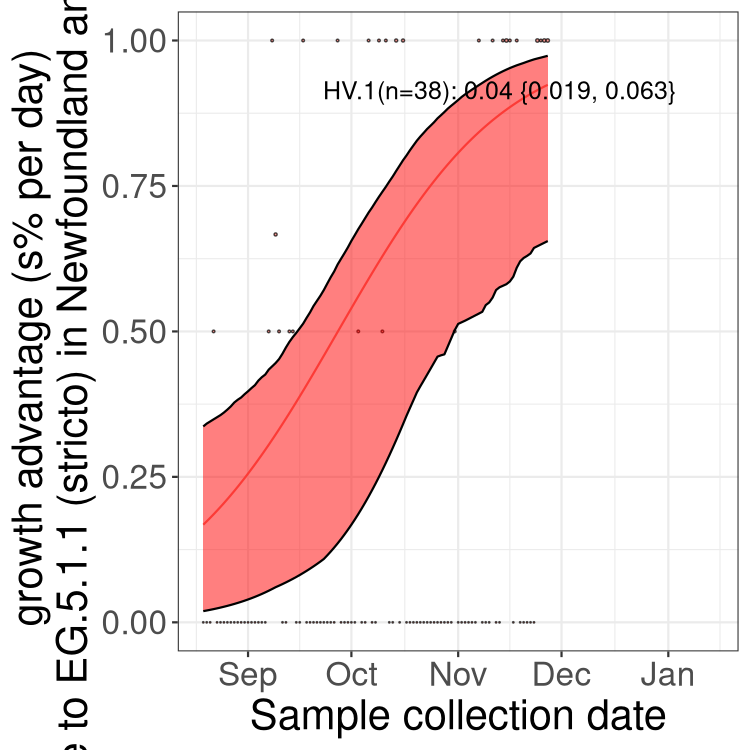 growth advantage (s% per day)
to EG.5.1.1 (stricto) in Newfoundland
1.00
0.75
0.50
0.25
0.00
HV.1(n=38): 0.04 {0.019, 0.063}
Sep Oct Nov Dec Jan
Sample collection date